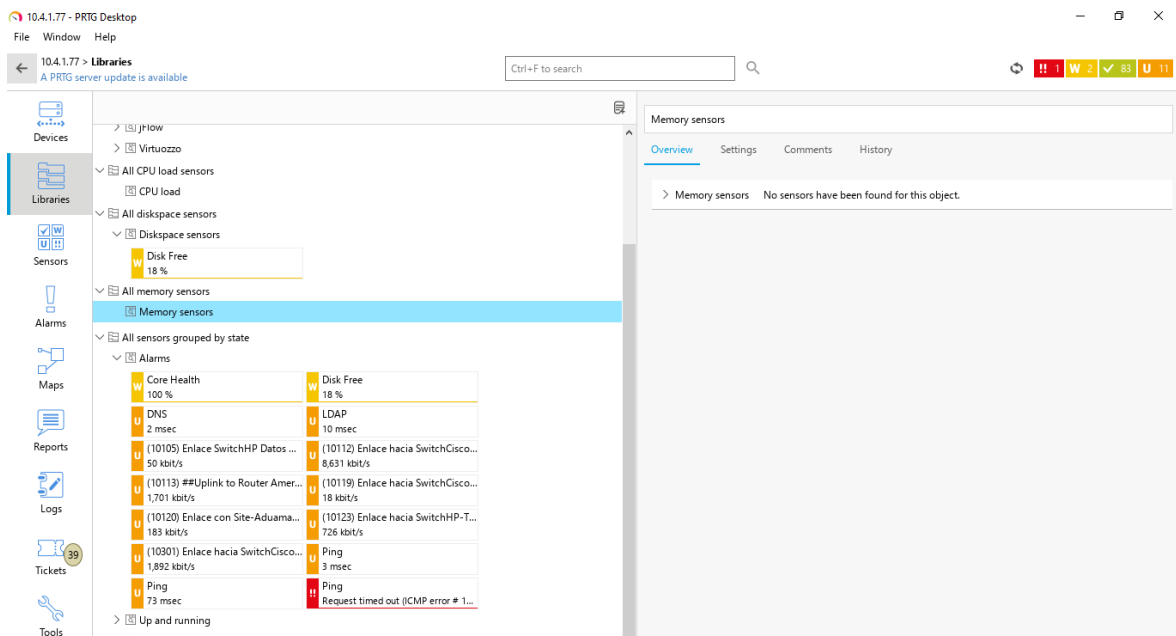 10.4.1.77 - PRTG Desktop
File Window Help
10.4.1.77 > Libraries
A PRTG server update is available
Ctrl+F to search
!! 1 W 2 83 U 11
Devices
Libraries
Sensors
Alarms
Maps
Reports
Logs
39
Tickets
Tools
jFlow
Virtuozzo
All CPU load sensors
CPU load
All diskspace sensors
Diskspace sensors
W Disk Free
18 %
All memory sensors
Memory sensors
All sensors grouped by state
Alarms
W Core Health
100 %
W Disk Free
18 %
U DNS
2 msec
U LDAP
10 msec
U (10105) Enlace SwitchHP Datos ...
50 kbit/s
U (10112) Enlace hacia SwitchCisco...
8,631 kbit/s
U (10113) ##Uplink to Router Amer...
1,701 kbit/s
U (10119) Enlace hacia SwitchCisco...
18 kbit/s
U (10120) Enlace con Site-Aduama...
183 kbit/s
U (10123) Enlace hacia SwitchHP-T...
726 kbit/s
U (10301) Enlace hacia SwitchCisco...
1,892 kbit/s
U Ping
3 msec
U Ping
73 msec
!! Ping
Request timed out (ICMP error # 1...
Up and running
Memory sensors
Overview Settings Comments History
Memory sensors No sensors have been found for this object.